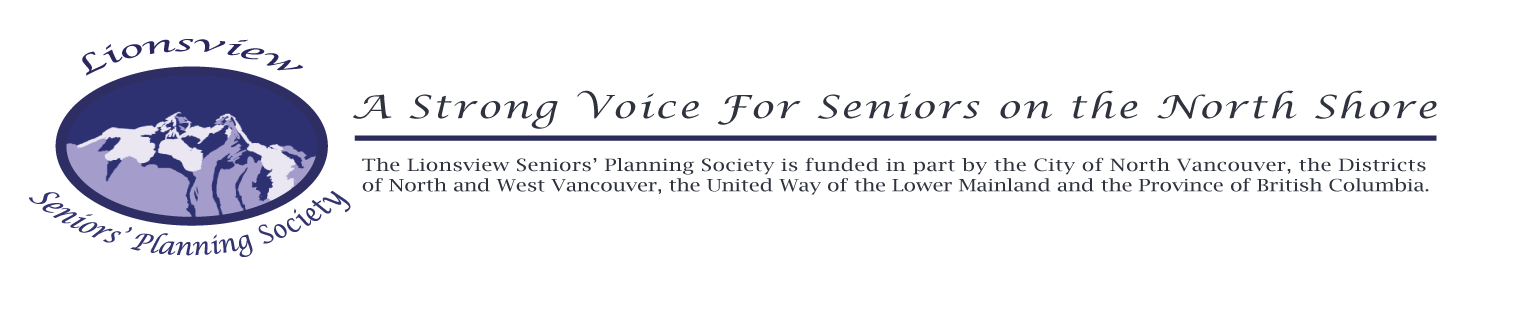 Lionsview
Seniors’ Planning Society
A Strong Voice For Seniors on the North Shore
The Lionsview Seniors’ Planning Society is funded in part by the City of North Vancouver, the Districts
of North and West Vancouver, the United Way of the Lower Mainland and the Province of British Columbia.